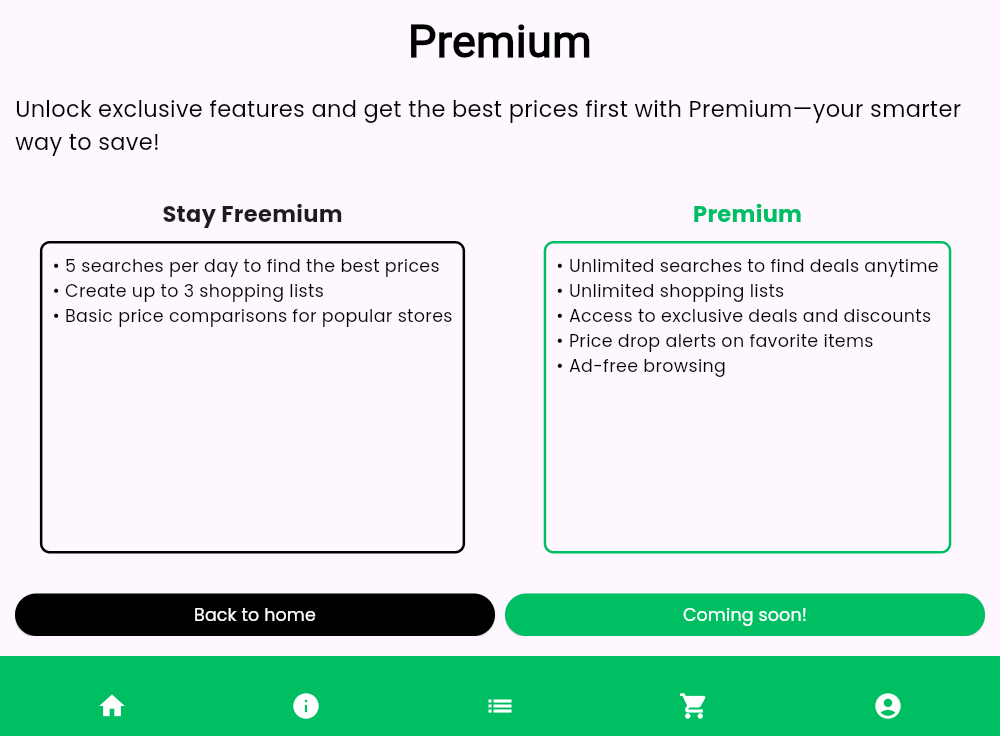 Premium
Unlock exclusive features and get the best prices first with Premium—your smarter
way to save!
Stay Freemium
• 5 searches per day to find the best prices
• Create up to 3 shopping lists
• Basic price comparisons for popular stores
Premium
• Unlimited searches to find deals anytime
• Unlimited shopping lists
• Access to exclusive deals and discounts
• Price drop alerts on favorite items
• Ad-free browsing
Back to home
Coming soon!